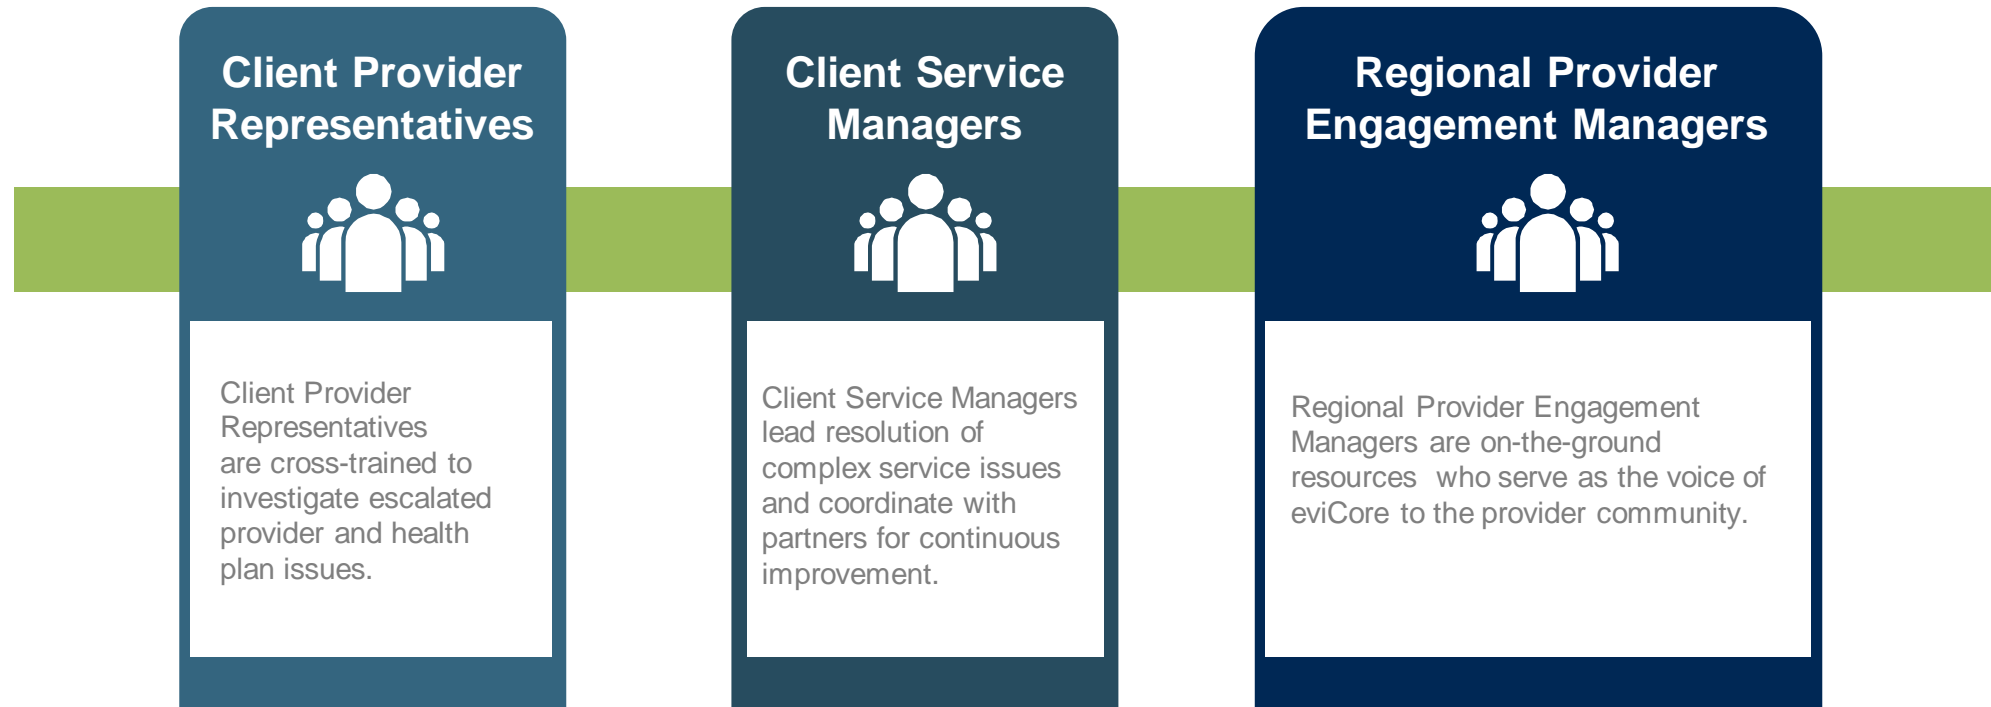 Client Provider
Representatives
Client Provider
Representatives
are cross-trained to
investigate escalated
provider and health
plan issues.
Client Service
Managers
Client Service Managers
lead resolution of
complex service issues
and coordinate with
partners for continuous
improvement.
Regional Provider
Engagement Managers
Regional Provider Engagement
Managers are on-the-ground
resources  who serve as the voice of
eviCore to the provider community.